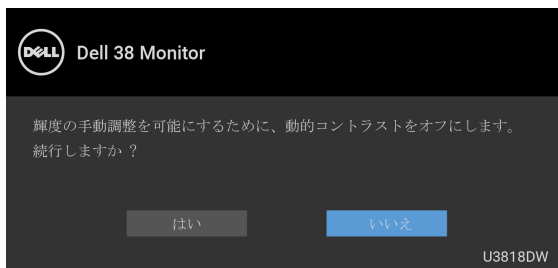 DELL
Dell 38 Monitor
輝度の手動調整を可能にするために、動的コントラストをオフにします。
続行しますか ?
はい
いいえ
U3818DW